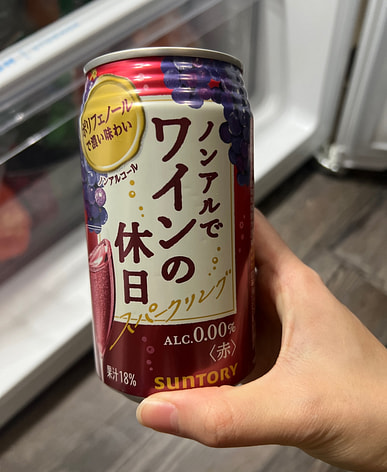 ポリフェノール
で濃い味わい
ノンアルコール
ノンアルで
ワインの
休日
スパークリング
ALC.0.00%
〈赤〉
果汁18%
SUNTORY